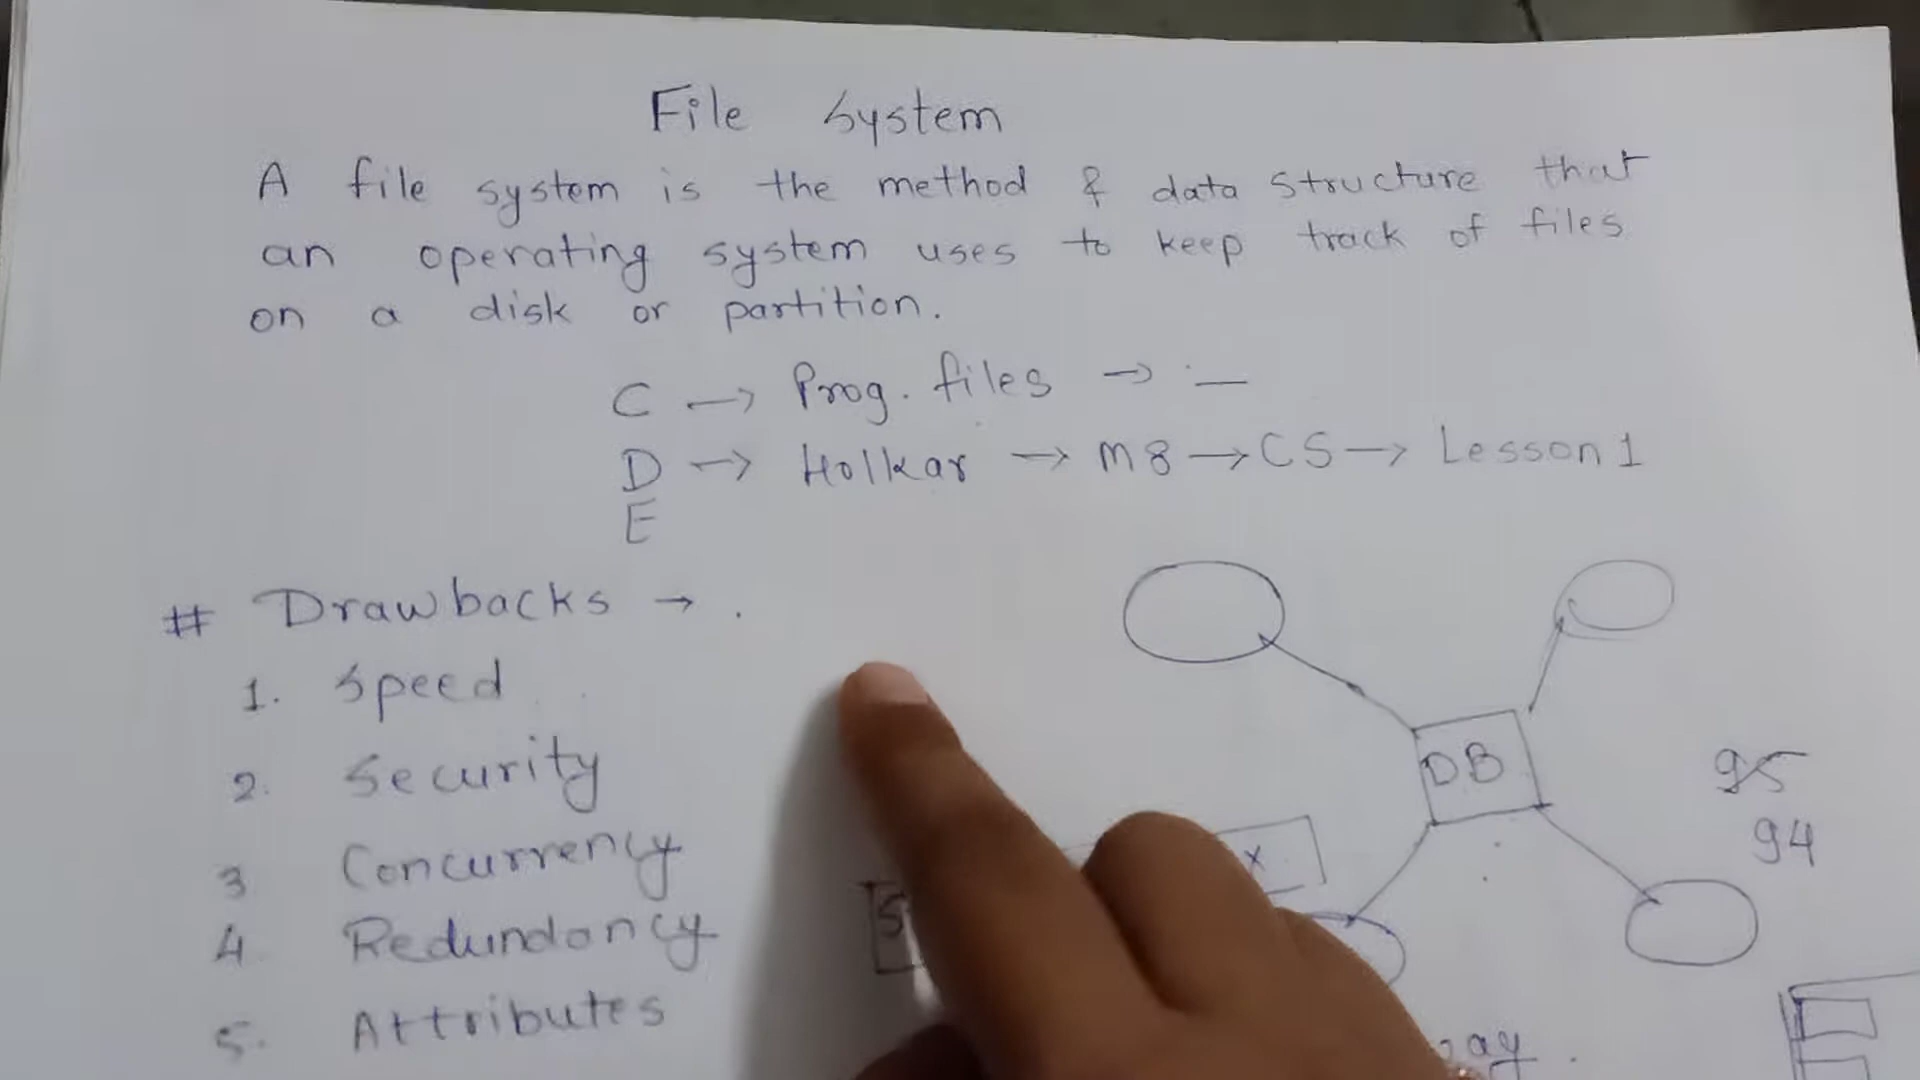 File System
A file system is the method & data structure that
an operating system uses to keep track of files
on a disk or partition.
C → Prog. files → —
D → Holkar → M8 → CS → Lesson 1
E
# Drawbacks →
1. Speed
2. Security
3 Concurrency
4 Redundancy
5. Attributes
DB
95
94
x
S